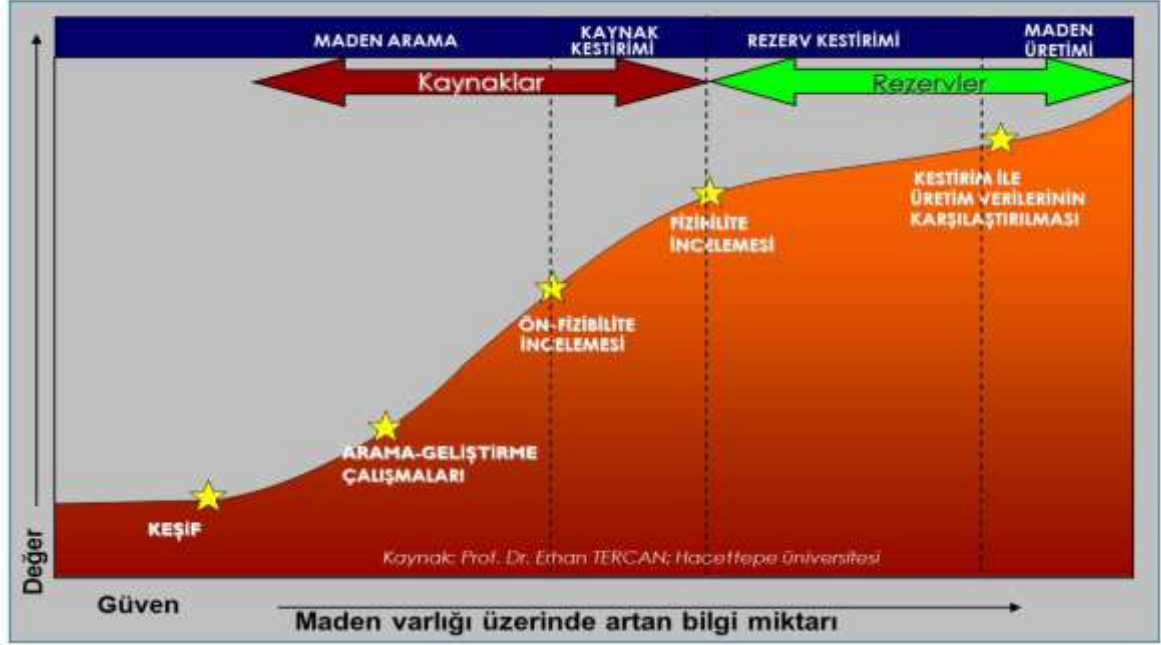 MADEN ARAMA
KAYNAK
KESTİRİMİ
REZERV KESTİRİMİ
MADEN
ÜRETİMİ
Kaynaklar
Rezervler
KESTİRİM İLE
ÜRETİM VERİLERİNİN
KARŞILAŞTIRILMASI
FİZİBİLİTE
İNCELEMESİ
ÖN-FİZİBİLİTE
İNCELEMESİ
ARAMA-GELİŞTİRME
ÇALIŞMALARI
KEŞİF
Kaynak: Prof. Dr. Erhan TERCAN; Hacettepe üniversitesi
Değer
Güven
Maden varlığı üzerinde artan bilgi miktarı